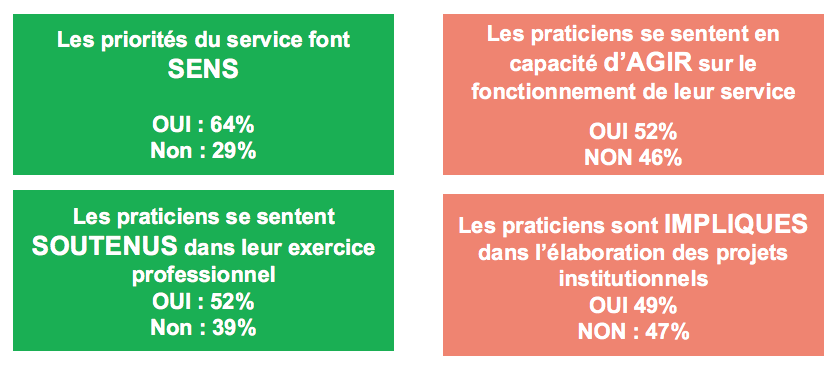 Les priorités du service font
SENS
OUI : 64%
Non : 29%
Les praticiens se sentent en
capacité d'AGIR sur le
fonctionnement de leur service
OUI 52%
NON 46%
Les praticiens se sentent
SOUTENUS dans leur exercice
professionnel
OUI : 52%
Non : 39%
Les praticiens sont IMPLIQUES
dans l'élaboration des projets
institutionnels
OUI 49%
NON : 47%